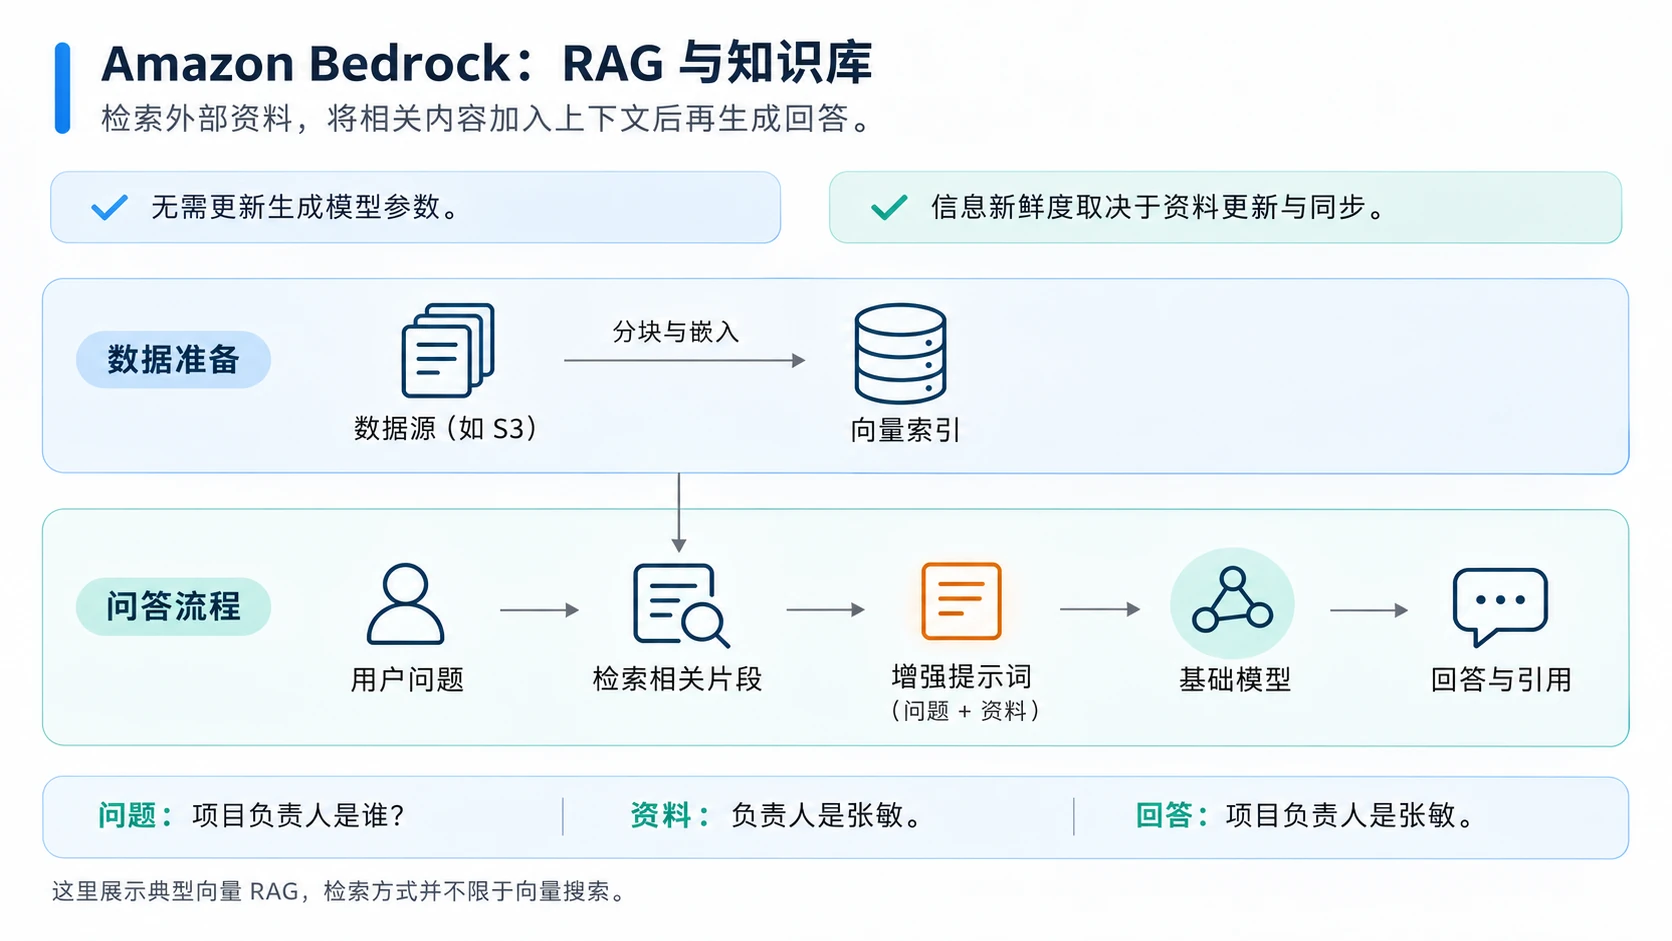 Amazon Bedrock：RAG 与知识库
检索外部资料，将相关内容加入上下文后再生成回答。
无需更新生成模型参数。
信息新鲜度取决于资料更新与同步。
数据准备
分块与嵌入
数据源（如 S3）
向量索引
问答流程
用户问题
检索相关片段
增强提示词
（问题 + 资料）
基础模型
回答与引用
问题：项目负责人是谁？
资料：负责人是张敏。
回答：项目负责人是张敏。
这里展示典型向量 RAG，检索方式并不限于向量搜索。